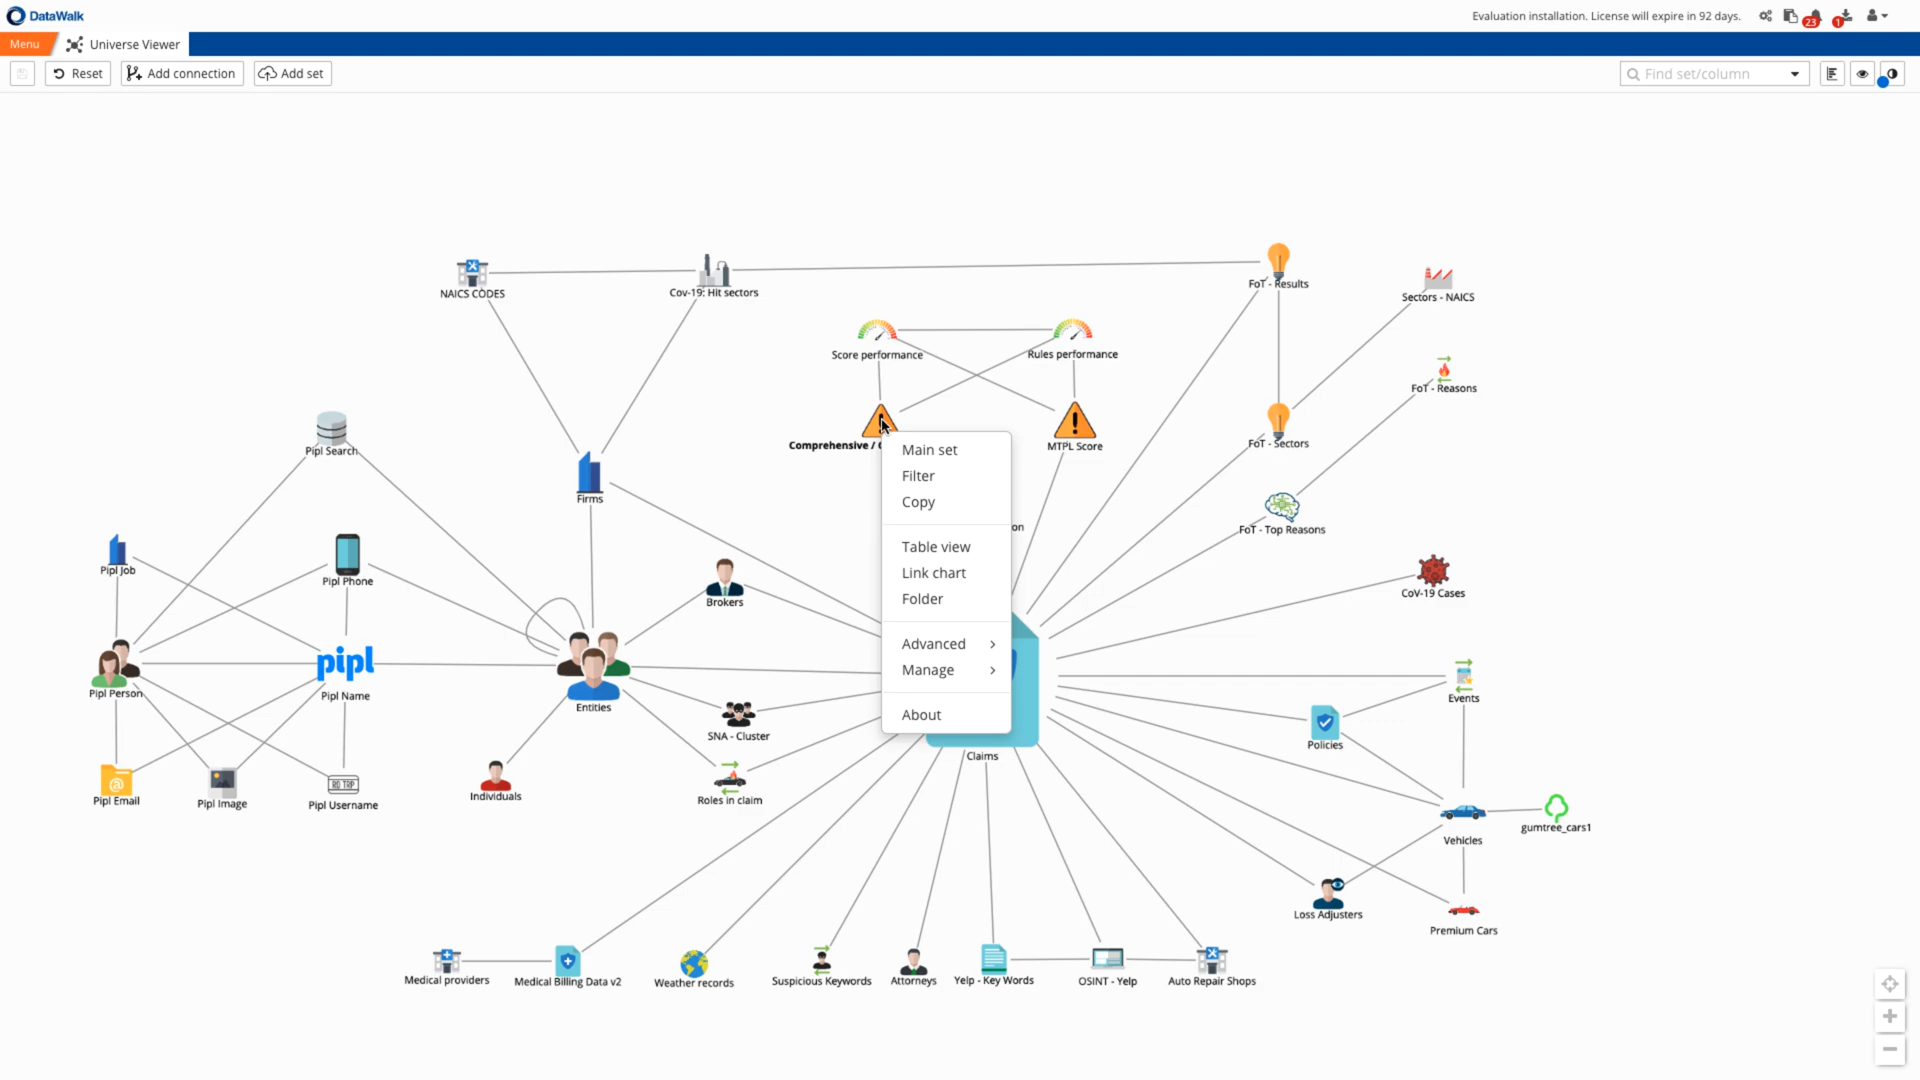 DataWalk
Evaluation installation. License will expire in 92 days.
23
1
Menu
Universe Viewer
Reset
Add connection
Add set
Find set/column
NAICS CODES
Cov-19: Hit sectors
FoT - Results
Sectors - NAICS
Score performance
Rules performance
FoT - Reasons
Comprehensive /
MTPL Score
FoT - Sectors
Pipl Search
Firms
Main set
Filter
Copy
Table view
Link chart
Folder
Advanced
Manage
About
on
FoT - Top Reasons
Pipl Job
Pipl Phone
Brokers
CoV-19 Cases
Pipl Person
pipl
Pipl Name
Entities
SNA - Cluster
Events
Policies
Claims
@
Pipl Email
Pipl Image
Pipl Username
Individuals
Roles in claim
Vehicles
gumtree_cars1
Loss Adjusters
Premium Cars
Medical providers
Medical Billing Data v2
Weather records
Suspicious Keywords
Attorneys
Yelp - Key Words
OSINT - Yelp
Auto Repair Shops